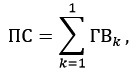 ПС = ∑_{k=1}^{1} ГВ_k ,